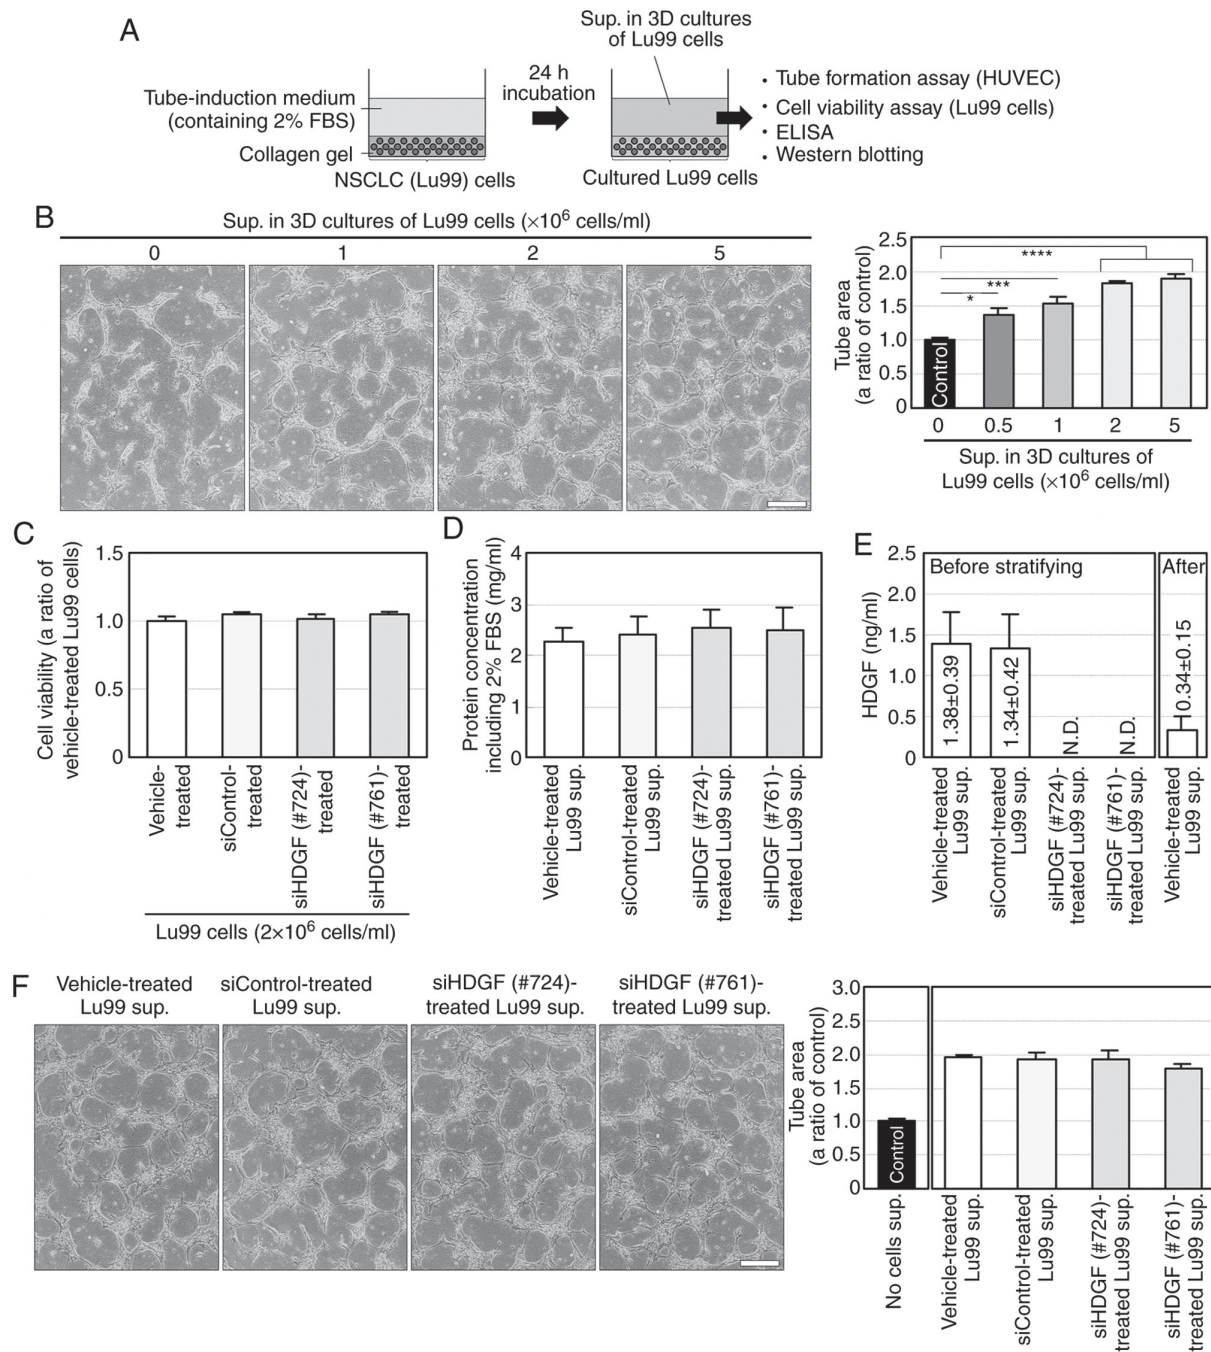 A
Sup. in 3D cultures
of Lu99 cells
Tube-induction medium
(containing 2% FBS)
Collagen gel
NSCLC (Lu99) cells
24 h
incubation
Cultured Lu99 cells
• Tube formation assay (HUVEC)
• Cell viability assay (Lu99 cells)
• ELISA
• Western blotting
B
Sup. in 3D cultures of Lu99 cells (×10⁶ cells/ml)
0 1 2 5
Tube area
(a ratio of control)
2.5
2.0
1.5
1.0
0.5
0
****
***
*
Control
0 0.5 1 2 5
Sup. in 3D cultures of
Lu99 cells (×10⁶ cells/ml)
C
Cell viability (a ratio of
vehicle-treated Lu99 cells)
1.5
1.0
0.5
0
Vehicle-
treated
siControl-
treated
siHDGF (#724)-
treated
siHDGF (#761)-
treated
Lu99 cells (2×10⁶ cells/ml)
D
Protein concentration
including 2% FBS (mg/ml)
4
3
2
1
0
Vehicle-treated
Lu99 sup.
siControl-treated
Lu99 sup.
siHDGF (#724)-
treated Lu99 sup.
siHDGF (#761)-
treated Lu99 sup.
E
HDGF (ng/ml)
2.5
2.0
1.5
1.0
0.5
0
Before stratifying
After
1.38±0.39
1.34±0.42
N.D.
N.D.
0.34±0.15
Vehicle-treated
Lu99 sup.
siControl-treated
Lu99 sup.
siHDGF (#724)-
treated Lu99 sup.
siHDGF (#761)-
treated Lu99 sup.
Vehicle-treated
Lu99 sup.
F
Vehicle-treated
Lu99 sup.
siControl-treated
Lu99 sup.
siHDGF (#724)-
treated Lu99 sup.
siHDGF (#761)-
treated Lu99 sup.
Tube area
(a ratio of control)
3.0
2.5
2.0
1.5
1.0
0.5
0
Control
No cells sup.
Vehicle-treated
Lu99 sup.
siControl-treated
Lu99 sup.
siHDGF (#724)-
treated Lu99 sup.
siHDGF (#761)-
treated Lu99 sup.